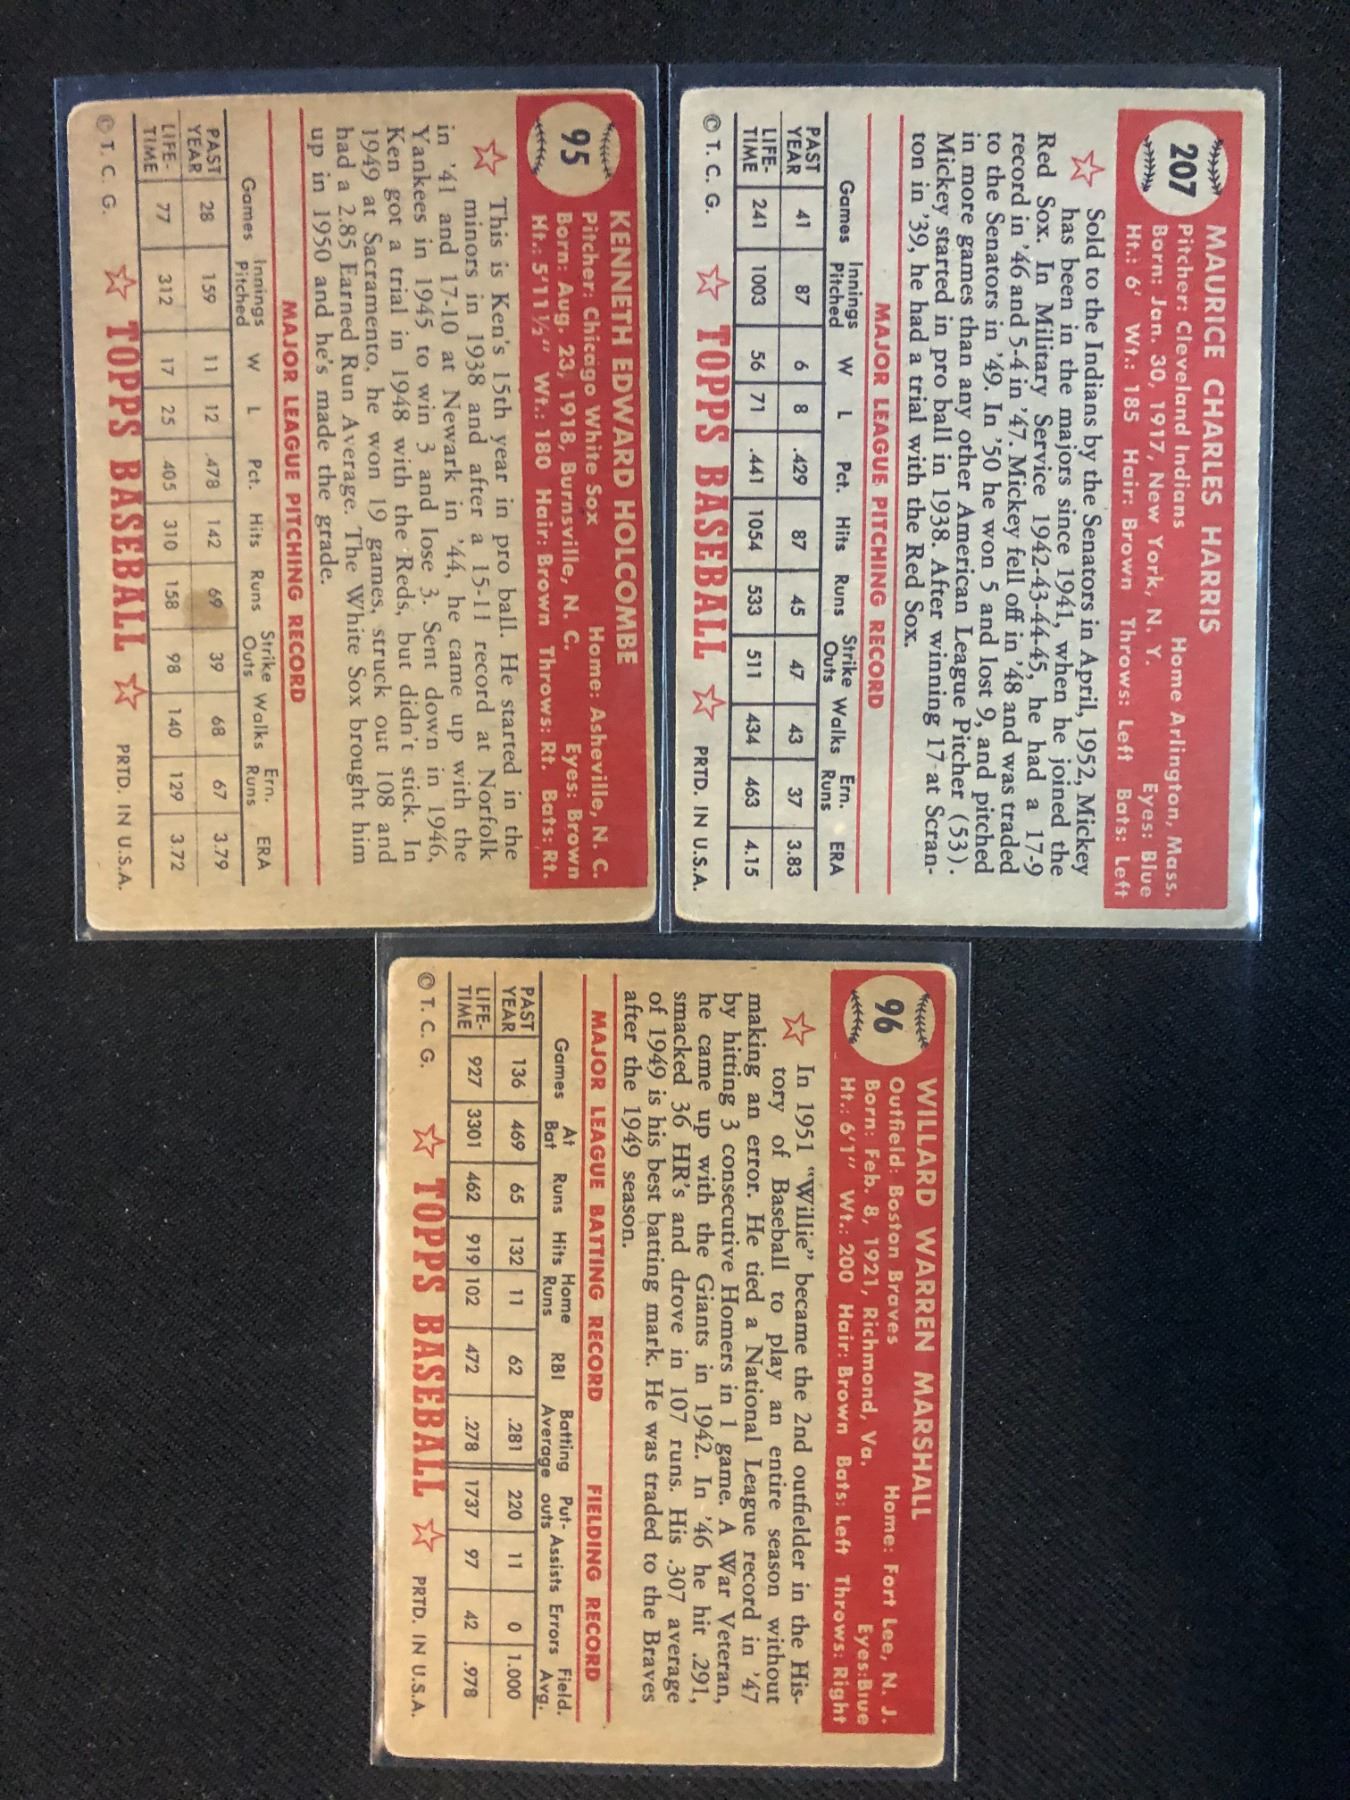 207
MAURICE CHARLES HARRIS
Pitcher: Cleveland Indians Home Arlington, Mass.
Born: Jan. 30, 1917, New York, N. Y. Eyes: Blue
Ht.: 6' Wt.: 185 Hair: Brown Throws: Left Bats: Left
Sold to the Indians by the Senators in April, 1952, Mickey
has been in the majors since 1941, when he joined the
Red Sox. In Military Service 1942-43-44-45, he had a 17-9
record in '46 and 5-4 in '47. Mickey fell off in '48 and was traded
to the Senators in '49. In '50 he won 5 and lost 9, and pitched
in more games than any other American League Pitcher (53).
Mickey started in pro ball in 1938. After winning 17 at Scran-
ton in '39, he had a trial with the Red Sox.
MAJOR LEAGUE PITCHING RECORD
Games Innings Pitched W L Pct. Hits Runs Strike Outs Walks Ern. Runs ERA
PAST YEAR 41 87 6 8 .429 87 45 47 43 37 3.83
LIFE-TIME 241 1003 56 71 .441 1054 533 511 434 463 4.15
© T. C. G. TOPPS BASEBALL PRTD. IN U.S.A.
95
KENNETH EDWARD HOLCOMBE
Pitcher: Chicago White Sox Home: Asheville, N. C.
Born: Aug. 23, 1918, Burnsville, N. C. Eyes: Brown
Ht.: 5'11½" Wt.: 180 Hair: Brown Throws: Rt. Bats: Rt.
This is Ken's 15th year in pro ball. He started in the
minors in 1938 and after a 15-11 record at Norfolk
in '41 and 17-10 at Newark in '44, he came up with the
Yankees in 1945 to win 3 and lose 3. Sent down in 1946,
Ken got a trial in 1948 with the Reds, but didn't stick. In
1949 at Sacramento, he won 19 games, struck out 108 and
had a 2.85 Earned Run Average. The White Sox brought him
up in 1950 and he's made the grade.
MAJOR LEAGUE PITCHING RECORD
Games Innings Pitched W L Pct. Hits Runs Strike Outs Walks Ern. Runs ERA
PAST YEAR 28 159 11 12 .478 142 69 39 68 67 3.79
LIFE-TIME 77 312 17 25 405 310 158 98 140 129 3.72
© T. C. G. TOPPS BASEBALL PRTD. IN U.S.A.
96
WILLARD WARREN MARSHALL
Outfield: Boston Braves Home: Fort Lee, N. J.
Born: Feb. 8, 1921, Richmond, Va. Eyes: Blue
Ht.: 6'1" Wt.: 200 Hair: Brown Bats: Left Throws: Right
In 1951 "Willie" became the 2nd outfielder in the His-
tory of Baseball to play an entire season without
making an error. He tied a National League record in '47
by hitting 3 consecutive Homers in 1 game. A War Veteran,
he came up with the Giants in 1942. In '46 he hit .291,
smacked 36 HR's and drove in 107 runs. His .307 average
of 1949 is his best batting mark. He was traded to the Braves
after the 1949 season.
MAJOR LEAGUE BATTING RECORD FIELDING RECORD
Games At Bat Runs Hits Home Runs RBI Batting Average Put-outs Assists Errors Field. Avg.
PAST YEAR 136 469 65 132 11 62 .281 220 11 0 1.000
LIFE-TIME 927 3301 462 919 102 472 .278 1737 97 42 .978
© T. C. G. TOPPS BASEBALL PRTD. IN U.S.A.